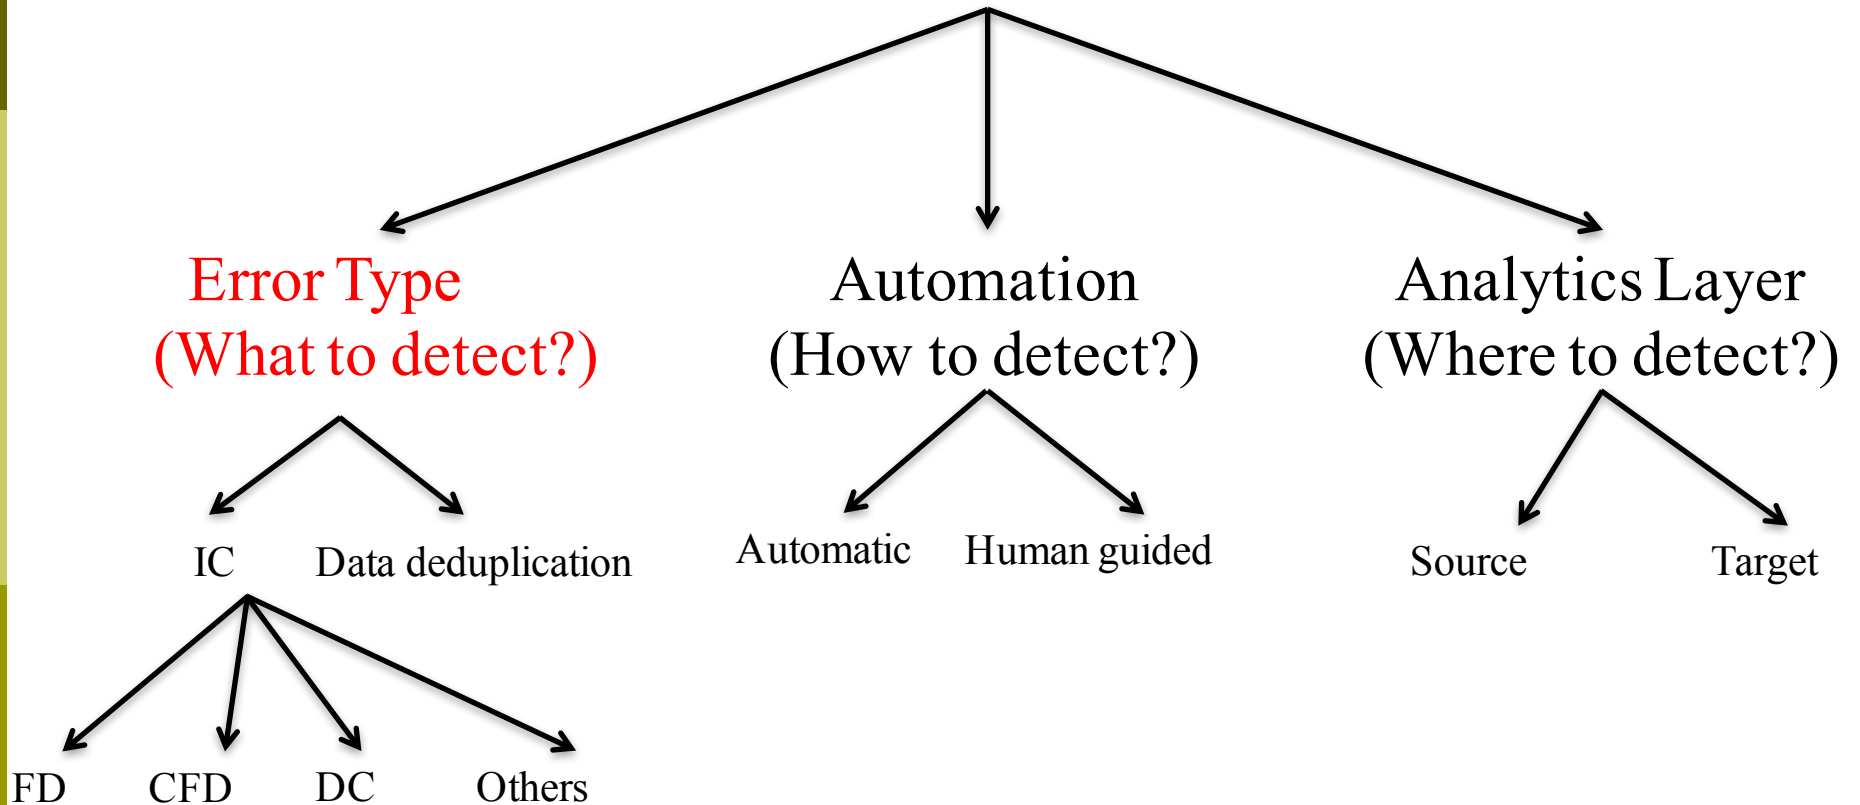 Error Type
(What to detect?)
Automation
(How to detect?)
Analytics Layer
(Where to detect?)
IC
Data deduplication
Automatic
Human guided
Source
Target
FD
CFD
DC
Others